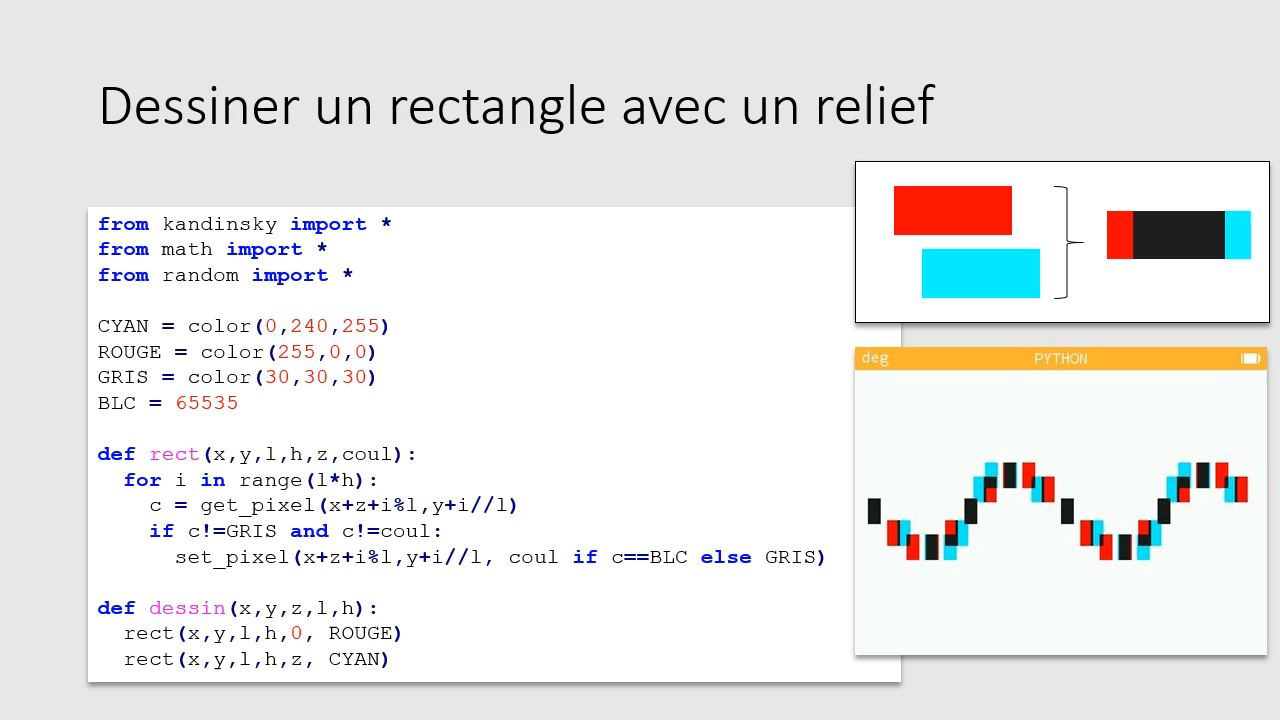 Dessiner un rectangle avec un relief
from kandinsky import *
from math import *
from random import *
CYAN = color(0,240,255)
ROUGE = color(255,0,0)
GRIS = color(30,30,30)
BLC = 65535
def rect(x,y,l,h,z,coul):
  for i in range(l*h):
    c = get_pixel(x+z+i%l,y+i//l)
    if c!=GRIS and c!=coul:
      set_pixel(x+z+i%l,y+i//l, coul if c==BLC else GRIS)
def dessin(x,y,z,l,h):
  rect(x,y,l,h,0, ROUGE)
  rect(x,y,l,h,z, CYAN)
deg PYTHON